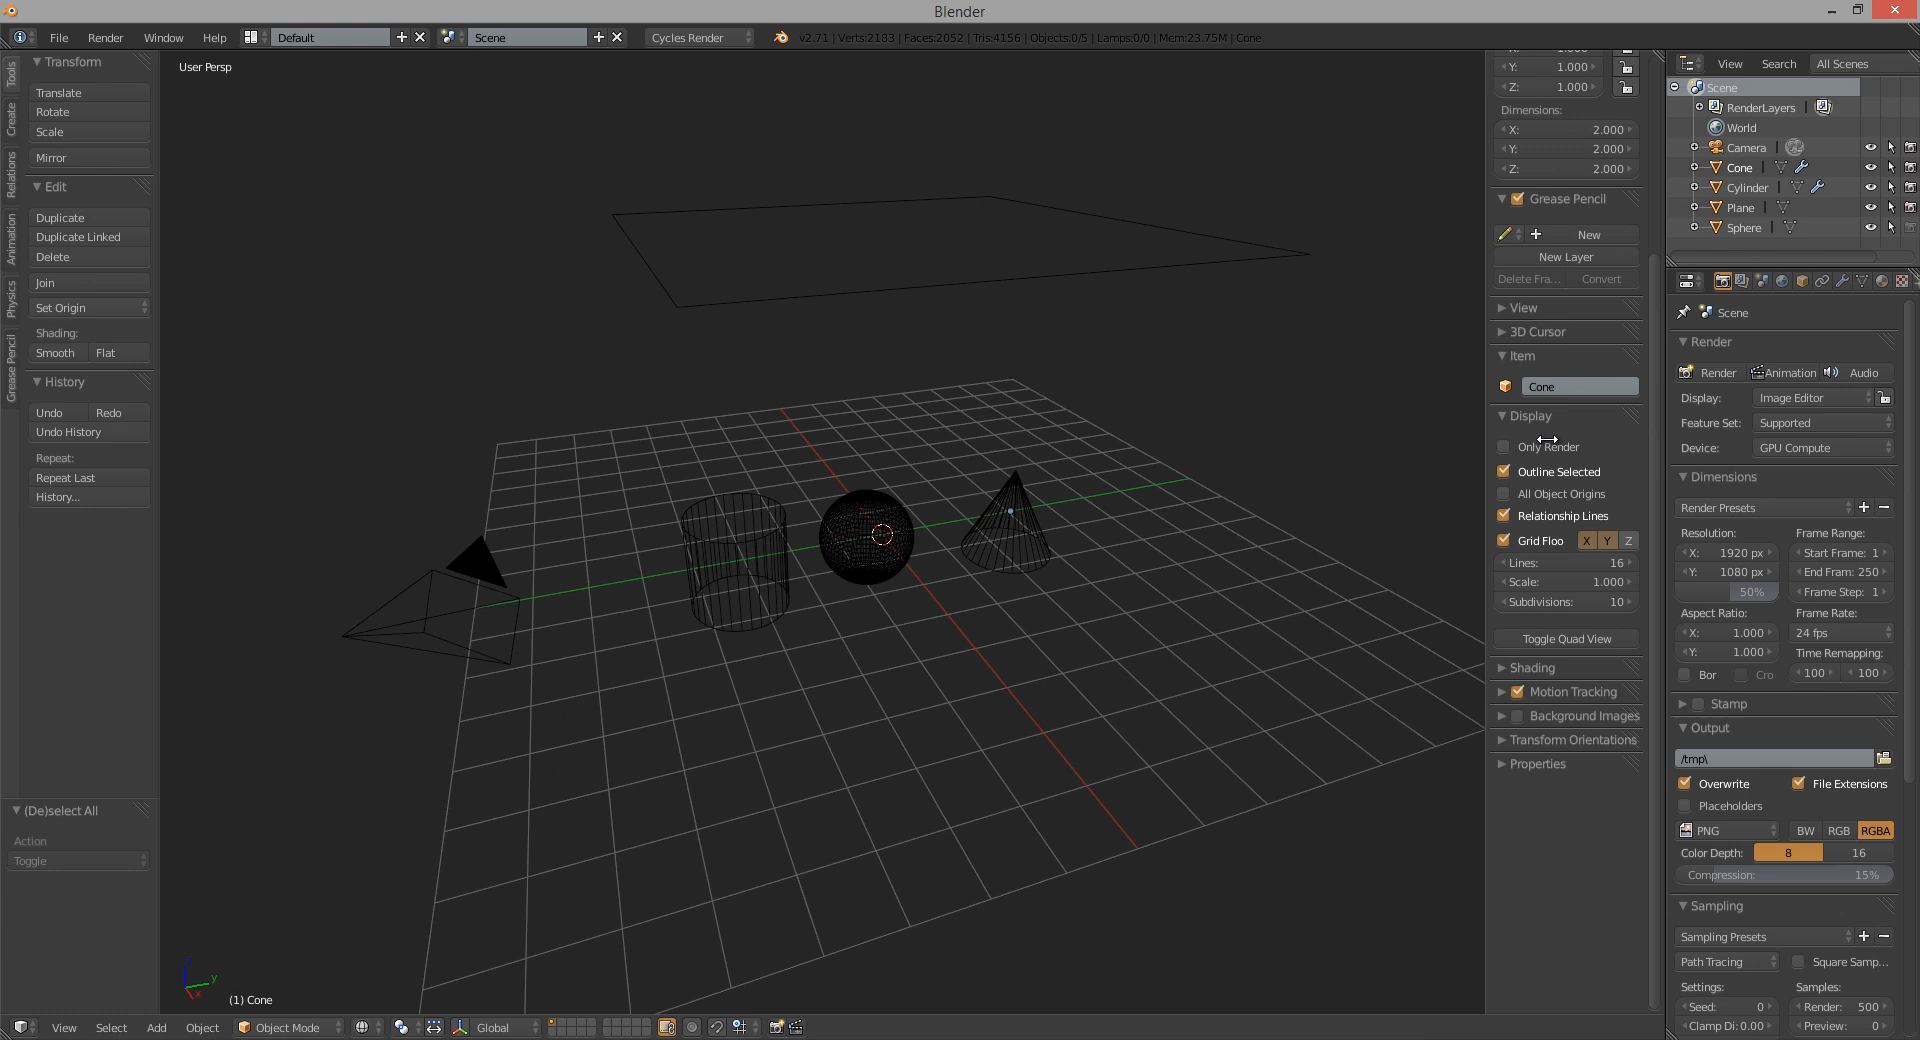 Blender
File Render Window Help Default Scene Cycles Render v2.71 | Verts:2183 | Faces:2052 | Tris:4156 | Objects:0/5 | Lamps:0/0 | Mem:23.75M | Cone
Tools
Create
Relations
Animation
Physics
Grease Pencil
Transform
Translate
Rotate
Scale
Mirror
Edit
Duplicate
Duplicate Linked
Delete
Join
Set Origin
Shading:
Smooth Flat
History
Undo Redo
Undo History
Repeat:
Repeat Last
History...
(De)select All
Action
Toggle
User Persp
z
y
x
(1) Cone
View Select Add Object Object Mode Global
Y: 1.000
Z: 1.000
Dimensions:
X: 2.000
Y: 2.000
Z: 2.000
Grease Pencil
New
New Layer
Delete Fra... Convert
View
3D Cursor
Item
Cone
Display
Only Render
Outline Selected
All Object Origins
Relationship Lines
Grid Floo X Y Z
Lines: 16
Scale: 1.000
Subdivisions: 10
Toggle Quad View
Shading
Motion Tracking
Background Images
Transform Orientations
Properties
View Search All Scenes
Scene
RenderLayers |
World
Camera |
Cone |
Cylinder |
Plane |
Sphere |
Scene
Render
Render Animation Audio
Display: Image Editor
Feature Set: Supported
Device: GPU Compute
Dimensions
Render Presets
Resolution: Frame Range:
X: 1920 px Start Frame: 1
Y: 1080 px End Fram: 250
50% Frame Step: 1
Aspect Ratio: Frame Rate:
X: 1.000 24 fps
Y: 1.000 Time Remapping:
Bor Cro 100 100
Stamp
Output
/tmp\
Overwrite File Extensions
Placeholders
PNG BW RGB RGBA
Color Depth: 8 16
Compression: 15%
Sampling
Sampling Presets
Path Tracing Square Samp...
Settings: Samples:
Seed: 0 Render: 500
Clamp Di: 0.00 Preview: 0